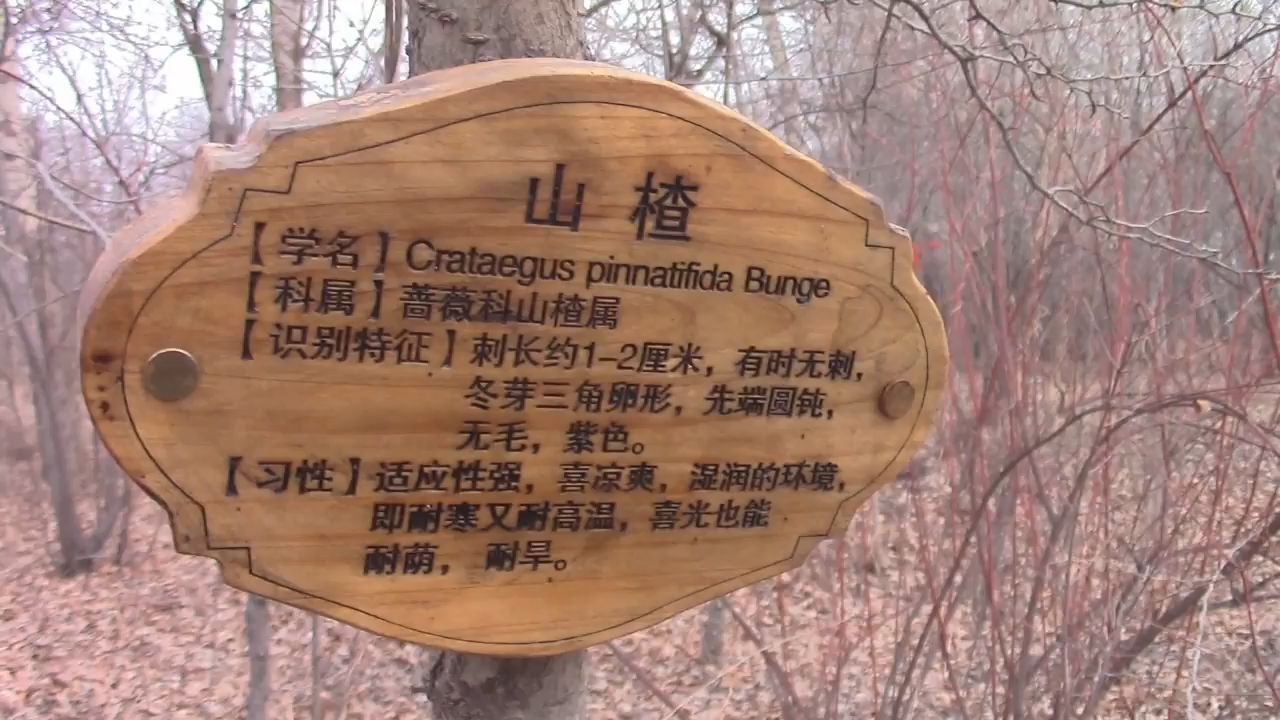 山楂
【学名】Crataegus pinnatifida Bunge
【科属】蔷薇科山楂属
【识别特征】刺长约1-2厘米，有时无刺，
冬芽三角卵形，先端圆钝，
无毛，紫色。
【习性】适应性强，喜凉爽，湿润的环境，
即耐寒又耐高温，喜光也能
耐荫，耐旱。